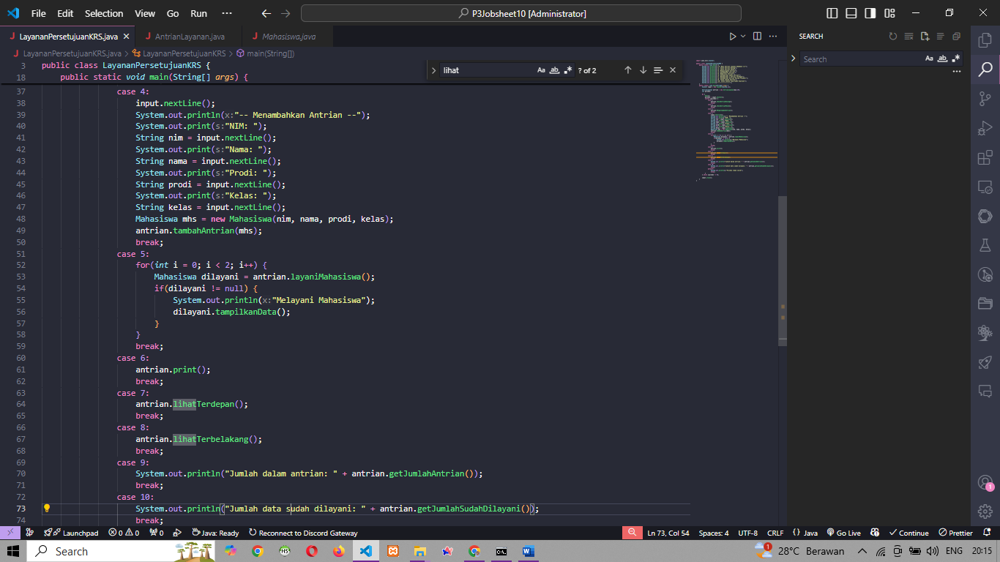 File Edit Selection View Go Run ··· P3Jobsheet10 [Administrator]
LayananPersetujuanKRS.java AntrianLayanan.java Mahasiswa.java
LayananPersetujuanKRS.java > LayananPersetujuanKRS > main(String[])
SEARCH
Search Aa ab
lihat Aa ab ? of 2
3 public class LayananPersetujuanKRS {
18 public static void main(String[] args) {
37 case 4:
38 input.nextLine();
39 System.out.println(x:"-- Menambahkan Antrian --");
40 System.out.print(s:"NIM: ");
41 String nim = input.nextLine();
42 System.out.print(s:"Nama: ");
43 String nama = input.nextLine();
44 System.out.print(s:"Prodi: ");
45 String prodi = input.nextLine();
46 System.out.print(s:"Kelas: ");
47 String kelas = input.nextLine();
48 Mahasiswa mhs = new Mahasiswa(nim, nama, prodi, kelas);
49 antrian.tambahAntrian(mhs);
50 break;
51 case 5:
52 for(int i = 0; i < 2; i++) {
53 Mahasiswa dilayani = antrian.layaniMahasiswa();
54 if(dilayani != null) {
55 System.out.println(x:"Melayani Mahasiswa");
56 dilayani.tampilkanData();
57 }
58 }
59 break;
60 case 6:
61 antrian.print();
62 break;
63 case 7:
64 antrian.lihatTerdepan();
65 break;
66 case 8:
67 antrian.lihatTerbelakang();
68 break;
69 case 9:
70 System.out.println("Jumlah dalam antrian: " + antrian.getJumlahAntrian());
71 break;
72 case 10:
73 System.out.println("Jumlah data sudah dilayani: " + antrian.getJumlahSudahDilayani());
74 break;
Launchpad 0 0 0 Java: Ready Reconnect to Discord Gateway Ln 73, Col 54 Spaces: 4 UTF-8 CRLF {} Java Go Live Continue Prettier
Search 1 28°C Berawan ENG 20:15